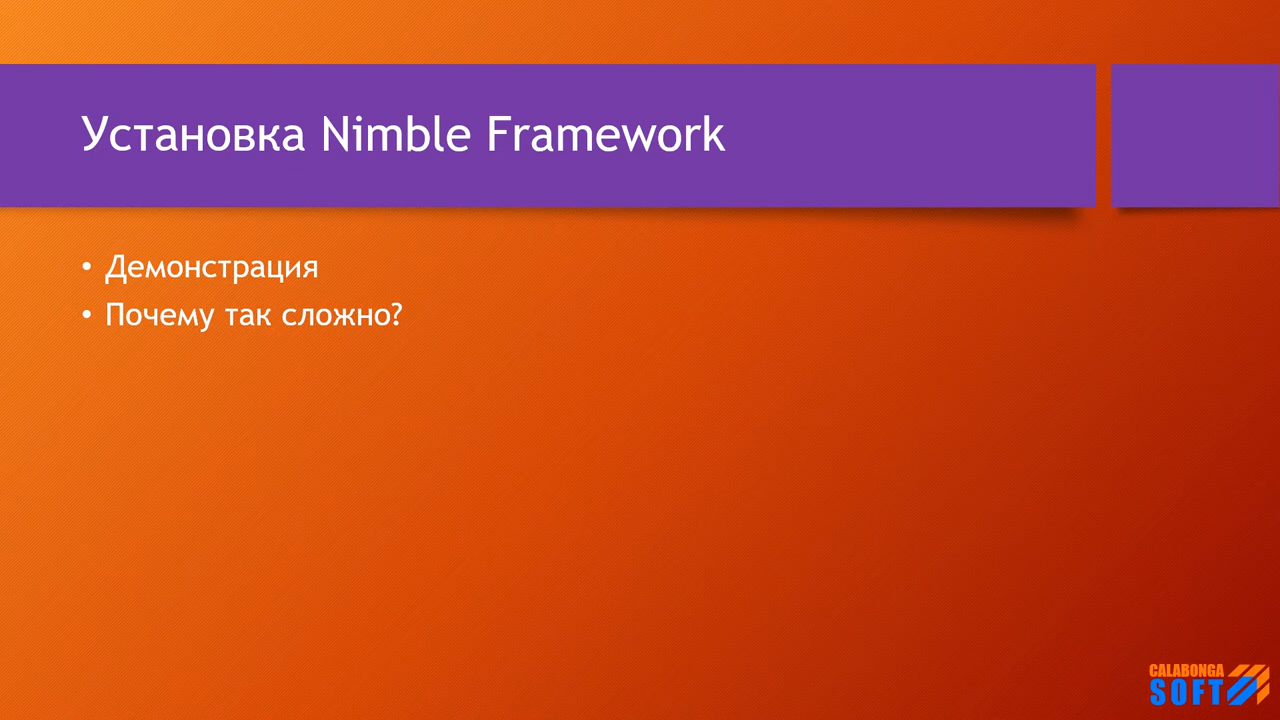 Установка Nimble Framework
• Демонстрация
• Почему так сложно?
CALABONGA
SOFT